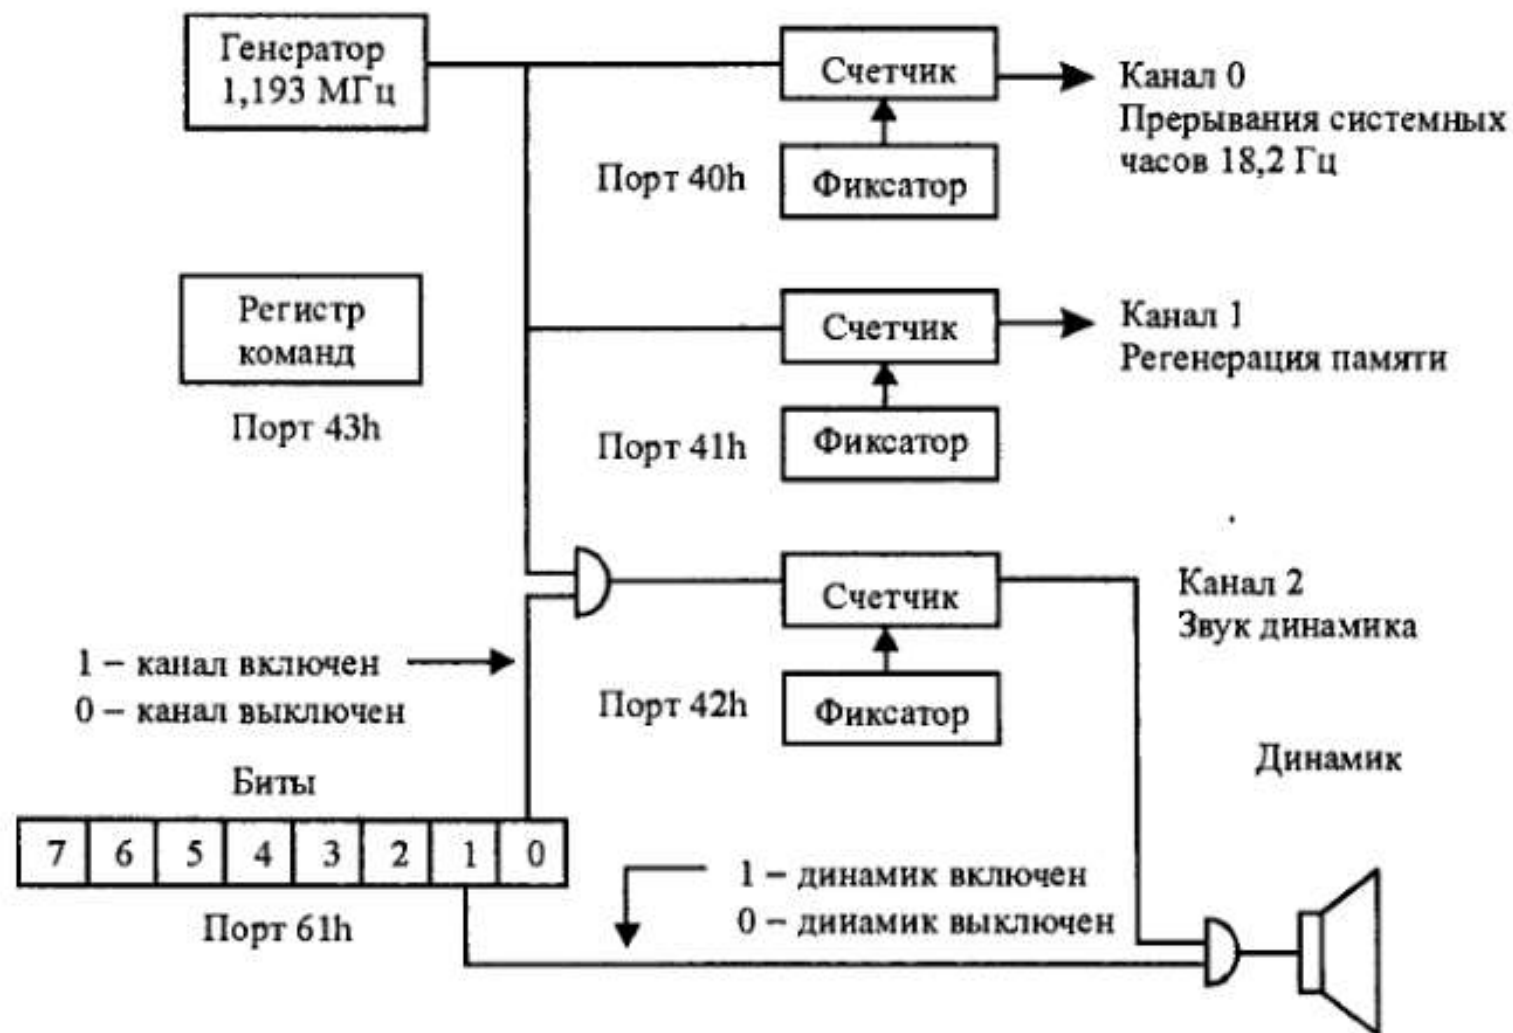 Генератор
1,193 МГц
Счетчик
Канал 0
Прерывания системных
часов 18,2 Гц
Порт 40h
Фиксатор
Регистр
команд
Порт 43h
Счетчик
Канал 1
Регенерация памяти
Порт 41h
Фиксатор
Счетчик
Канал 2
Звук динамика
1 – канал включен
0 – канал выключен
Порт 42h
Фиксатор
Динамик
Биты
7 6 5 4 3 2 1 0
Порт 61h
1 – динамик включен
0 – динамик выключен